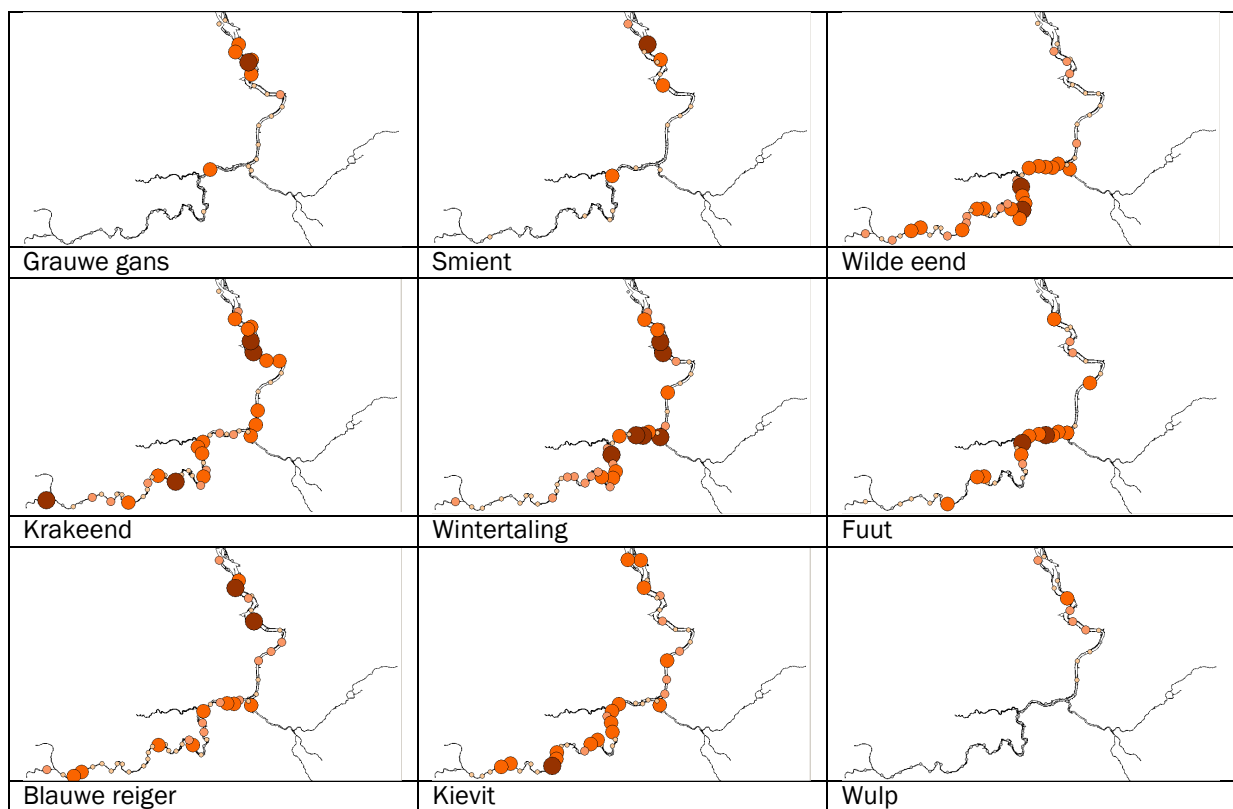 Grauwe gans
Smient
Wilde eend
Krakeend
Wintertaling
Fuut
Blauwe reiger
Kievit
Wulp